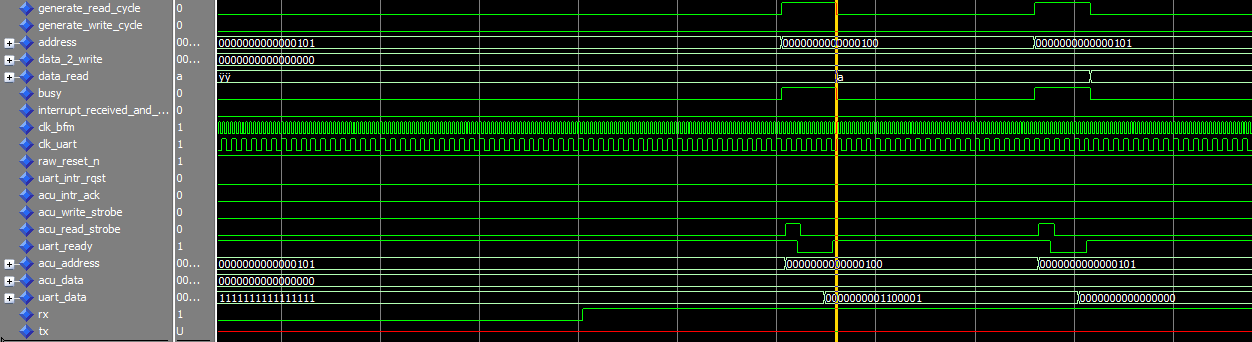 generate_read_cycle 0
generate_write_cycle 0
address 00... 0000000000000101 0000000000000100 0000000000000101
data_2_write 00... 0000000000000000
data_read a ÿÿ a
busy 0
interrupt_received_and_... 0
clk_bfm 1
clk_uart 1
raw_reset_n 1
uart_intr_rqst 0
acu_intr_ack 0
acu_write_strobe 0
acu_read_strobe 0
uart_ready 1
acu_address 00... 0000000000000101 0000000000000100 0000000000000101
acu_data 00... 0000000000000000
uart_data 00... 1111111111111111 0000000001100001 0000000000000000
rx 1
tx U